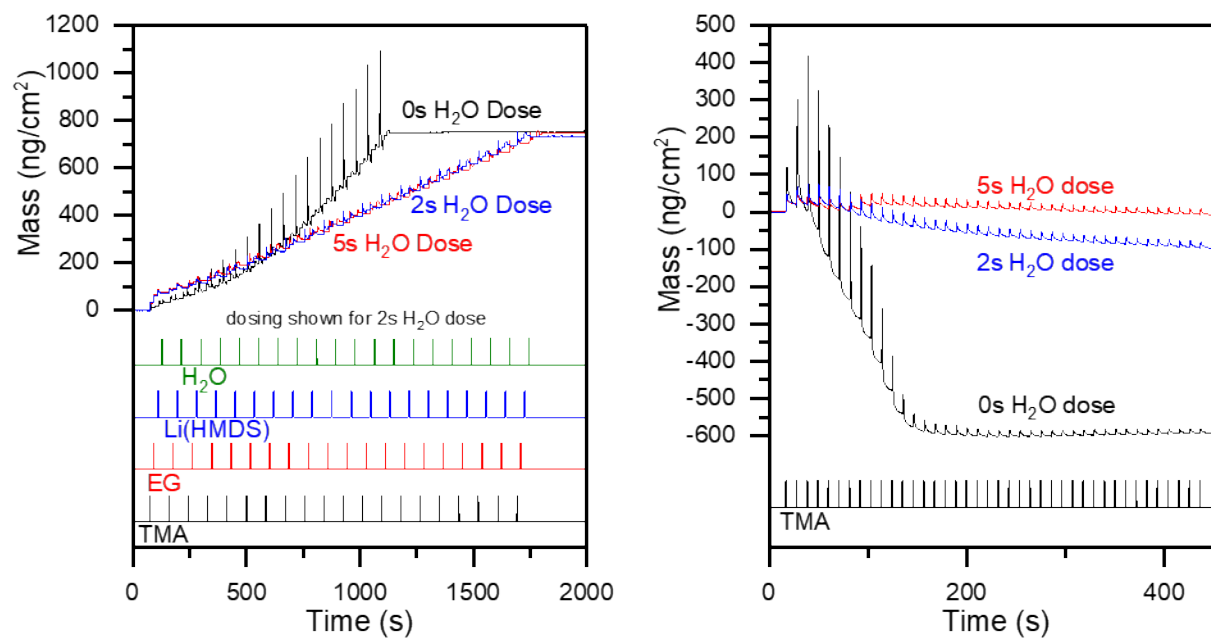 1200
1000
800
600
400
200
0
Mass (ng/cm²)
0s H₂O Dose
2s H₂O Dose
5s H₂O Dose
dosing shown for 2s H₂O dose
H₂O
Li(HMDS)
EG
TMA
0
500
1000
1500
2000
Time (s)
500
400
300
200
100
0
-100
-200
-300
-400
-500
-600
Mass (ng/cm²)
5s H₂O dose
2s H₂O dose
0s H₂O dose
TMA
0
200
400
Time (s)